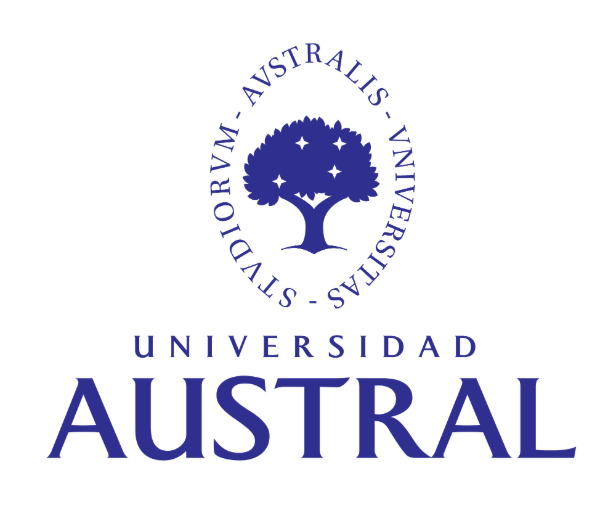 STVDIORVM - AVSTRALIS - VNIVERSITAS -
UNIVERSIDAD
AUSTRAL